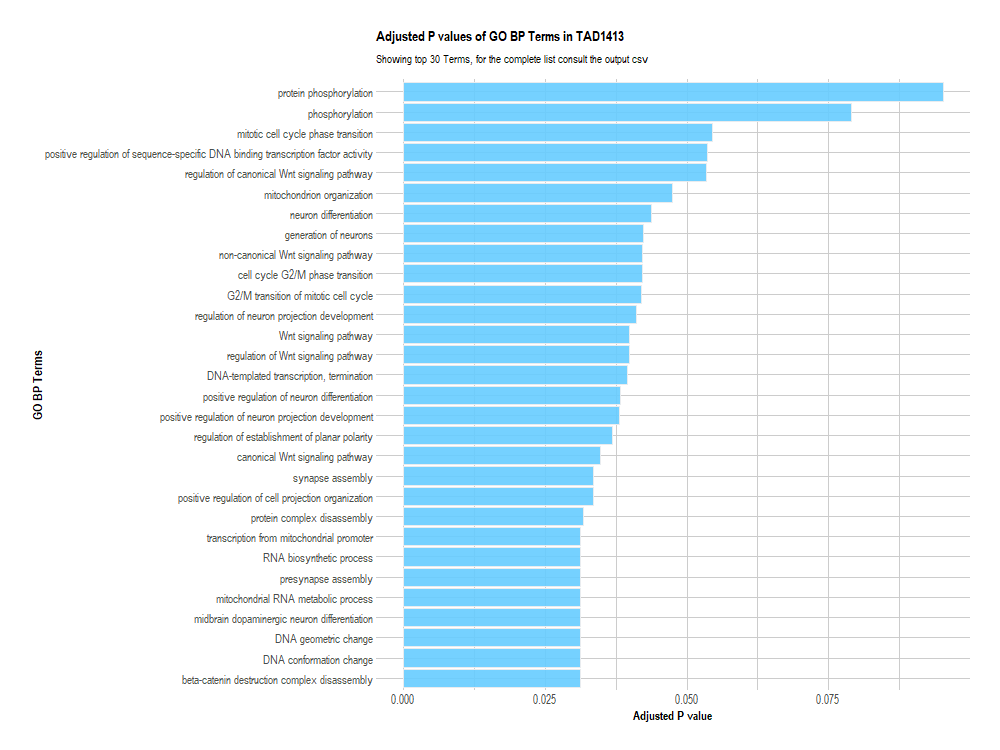 Adjusted P values of GO BP Terms in TAD1413
Showing top 30 Terms, for the complete list consult the output csv
protein phosphorylation
phosphorylation
mitotic cell cycle phase transition
positive regulation of sequence-specific DNA binding transcription factor activity
regulation of canonical Wnt signaling pathway
mitochondrion organization
neuron differentiation
generation of neurons
non-canonical Wnt signaling pathway
cell cycle G2/M phase transition
G2/M transition of mitotic cell cycle
regulation of neuron projection development
Wnt signaling pathway
regulation of Wnt signaling pathway
DNA-templated transcription, termination
positive regulation of neuron differentiation
positive regulation of neuron projection development
regulation of establishment of planar polarity
canonical Wnt signaling pathway
synapse assembly
positive regulation of cell projection organization
protein complex disassembly
transcription from mitochondrial promoter
RNA biosynthetic process
presynapse assembly
mitochondrial RNA metabolic process
midbrain dopaminergic neuron differentiation
DNA geometric change
DNA conformation change
beta-catenin destruction complex disassembly
GO BP Terms
0.000 0.025 0.050 0.075
Adjusted P value